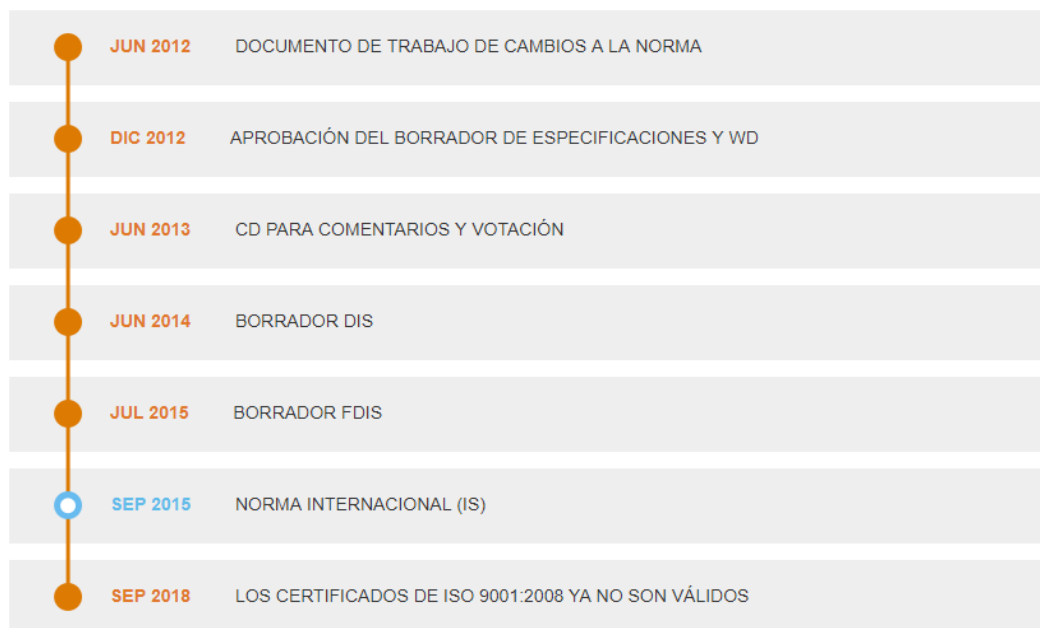 JUN 2012 DOCUMENTO DE TRABAJO DE CAMBIOS A LA NORMA
DIC 2012 APROBACIÓN DEL BORRADOR DE ESPECIFICACIONES Y WD
JUN 2013 CD PARA COMENTARIOS Y VOTACIÓN
JUN 2014 BORRADOR DIS
JUL 2015 BORRADOR FDIS
SEP 2015 NORMA INTERNACIONAL (IS)
SEP 2018 LOS CERTIFICADOS DE ISO 9001:2008 YA NO SON VÁLIDOS